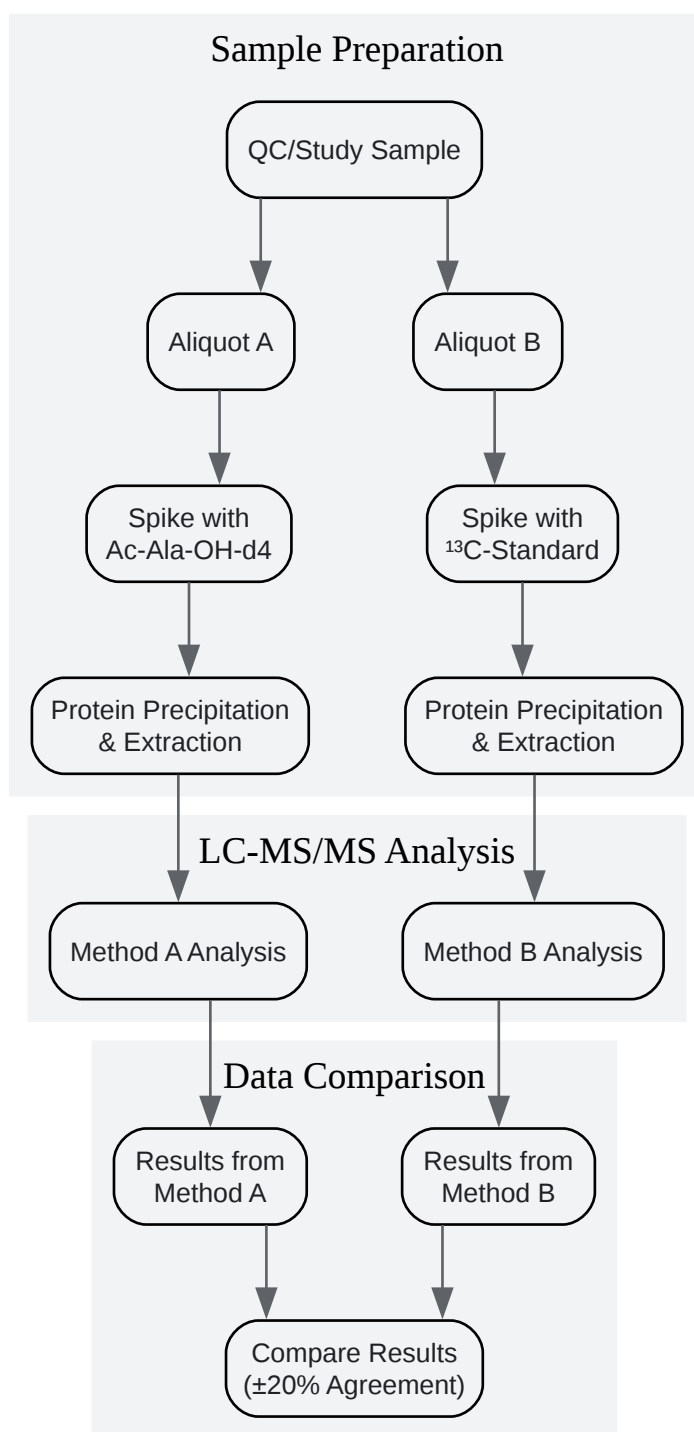 Sample Preparation
QC/Study Sample
Aliquot A
Aliquot B
Spike with
Ac-Ala-OH-d4
Spike with
¹³C-Standard
Protein Precipitation
& Extraction
Protein Precipitation
& Extraction
LC-MS/MS Analysis
Method A Analysis
Method B Analysis
Data Comparison
Results from
Method A
Results from
Method B
Compare Results
(±20% Agreement)